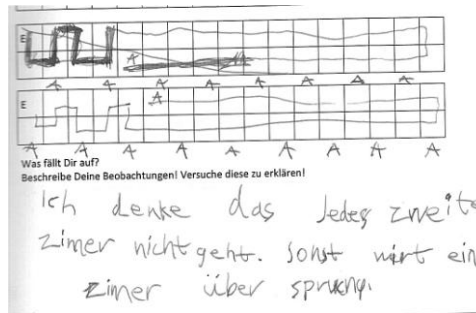 E
A
A A A A A A A A
E
A
A A A A A A A A A
Was fällt Dir auf?
Beschreibe Deine Beobachtungen! Versuche diese zu erklären!
Ich denke das Jedes zweite
zimer nicht geht. sonst wirt ein
zimer über sprung.